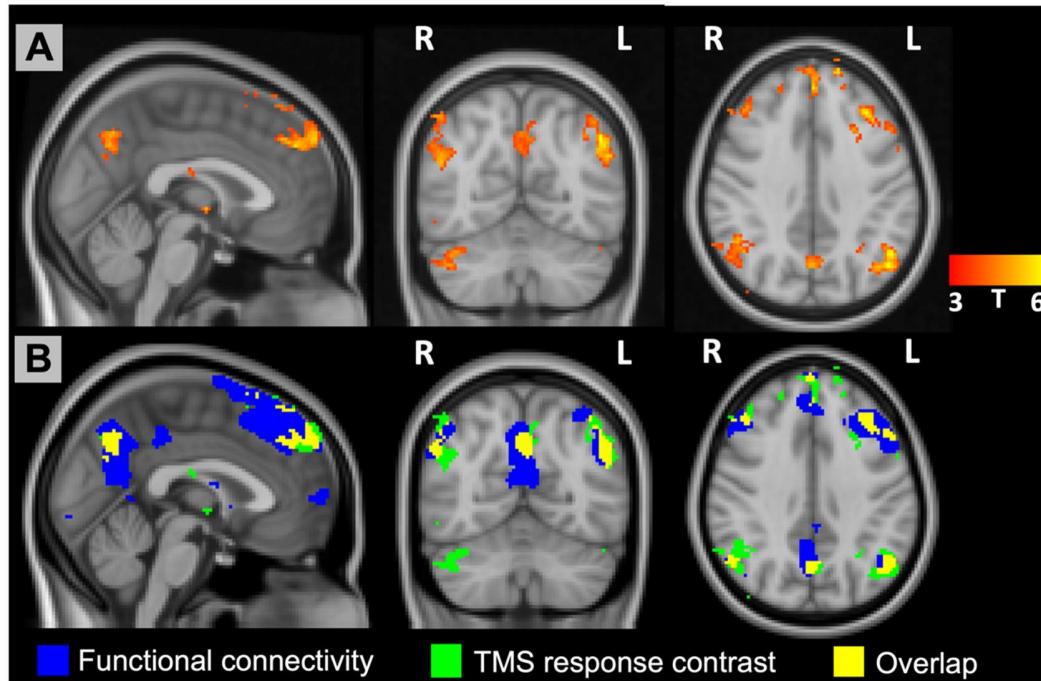 A
R L
R L
3 T 6
B
R L
R L
Functional connectivity
TMS response contrast
Overlap